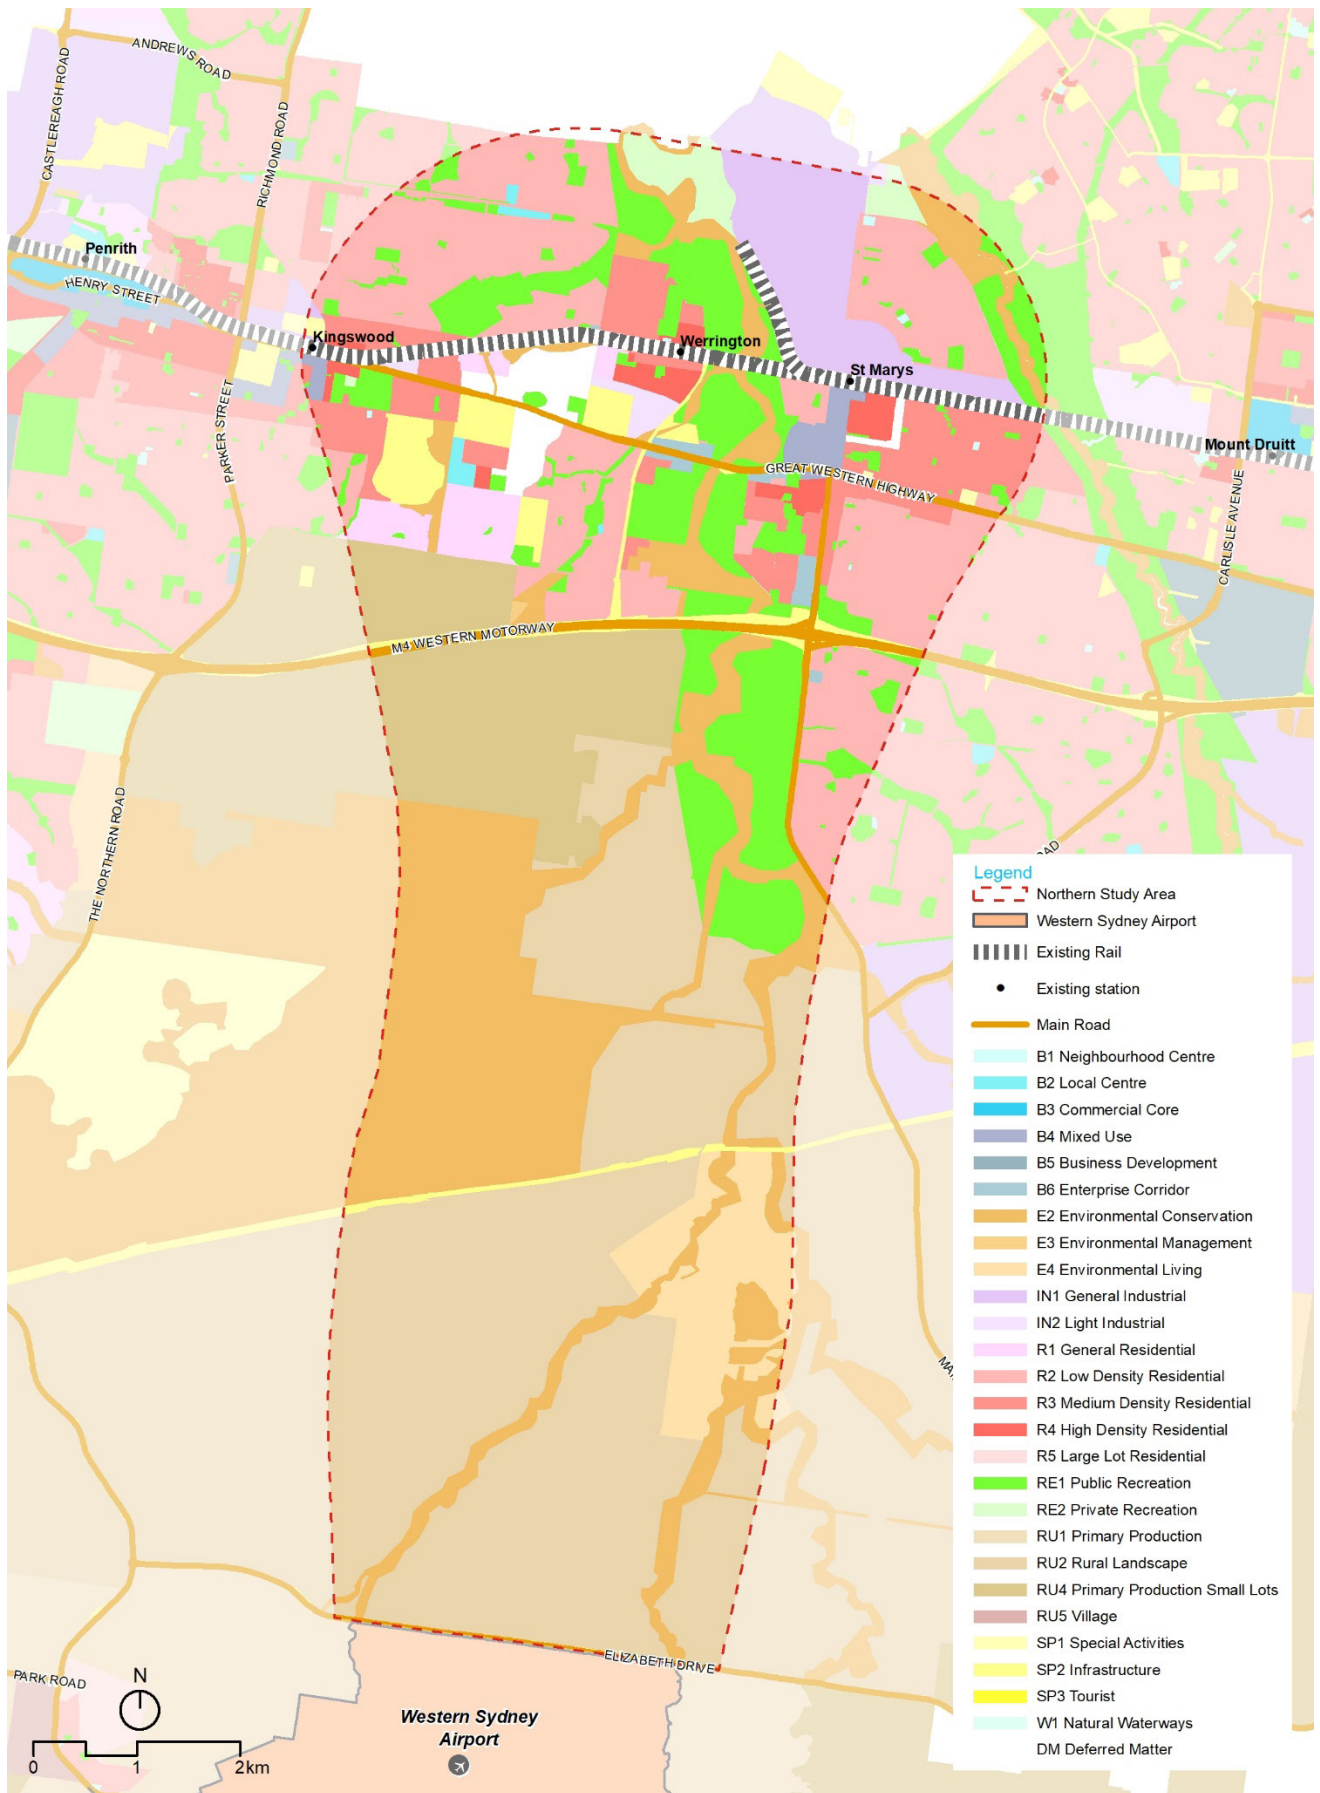 ANDREWS ROAD
CASTLEREAGH ROAD
RICHMOND ROAD
Penrith
HENRY STREET
Kingswood
Werrington
St Marys
Mount Druitt
PARKER STREET
GREAT WESTERN HIGHWAY
CARLISLE AVENUE
M4 WESTERN MOTORWAY
THE NORTHERN ROAD
OAD
MA
ELIZABETH DRIVE
PARK ROAD
N
0 1 2km
Western Sydney
Airport
Legend
Northern Study Area
Western Sydney Airport
Existing Rail
Existing station
Main Road
B1 Neighbourhood Centre
B2 Local Centre
B3 Commercial Core
B4 Mixed Use
B5 Business Development
B6 Enterprise Corridor
E2 Environmental Conservation
E3 Environmental Management
E4 Environmental Living
IN1 General Industrial
IN2 Light Industrial
R1 General Residential
R2 Low Density Residential
R3 Medium Density Residential
R4 High Density Residential
R5 Large Lot Residential
RE1 Public Recreation
RE2 Private Recreation
RU1 Primary Production
RU2 Rural Landscape
RU4 Primary Production Small Lots
RU5 Village
SP1 Special Activities
SP2 Infrastructure
SP3 Tourist
W1 Natural Waterways
DM Deferred Matter